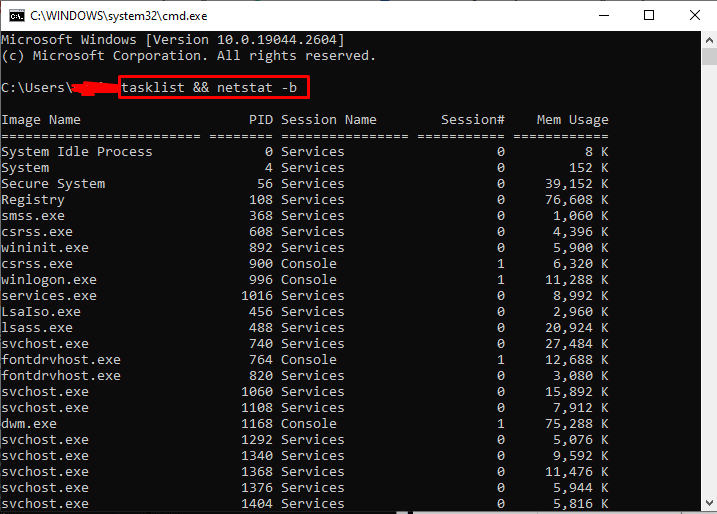 C:\WINDOWS\system32\cmd.exe
Microsoft Windows [Version 10.0.19044.2604]
(c) Microsoft Corporation. All rights reserved.
C:\Users\ tasklist && netstat -b
Image Name                     PID Session Name        Session#    Mem Usage
========================= ======== ================ =========== ============
System Idle Process              0 Services                   0          8 K
System                           4 Services                   0        152 K
Secure System                   56 Services                   0     39,152 K
Registry                       108 Services                   0     76,608 K
smss.exe                       368 Services                   0      1,060 K
csrss.exe                      608 Services                   0      4,396 K
wininit.exe                    892 Services                   0      5,900 K
csrss.exe                      900 Console                    1      6,320 K
winlogon.exe                   996 Console                    1     11,288 K
services.exe                  1016 Services                   0      8,992 K
LsaIso.exe                     456 Services                   0      2,960 K
lsass.exe                      488 Services                   0     20,924 K
svchost.exe                    740 Services                   0     27,484 K
fontdrvhost.exe                764 Console                    1     12,688 K
fontdrvhost.exe                820 Services                   0      3,080 K
svchost.exe                   1060 Services                   0     15,892 K
svchost.exe                   1108 Services                   0      7,912 K
dwm.exe                       1168 Console                    1     75,288 K
svchost.exe                   1292 Services                   0      5,076 K
svchost.exe                   1340 Services                   0      9,592 K
svchost.exe                   1368 Services                   0     11,476 K
svchost.exe                   1376 Services                   0      5,944 K
svchost.exe                   1404 Services                   0      5,816 K